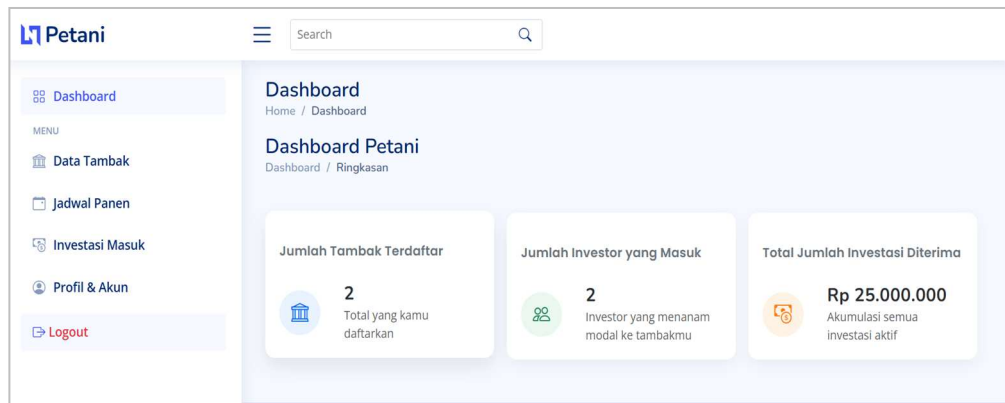 Petani
Search
Dashboard
MENU
Data Tambak
Jadwal Panen
Investasi Masuk
Profil & Akun
Logout
Dashboard
Home / Dashboard
Dashboard Petani
Dashboard / Ringkasan
Jumlah Tambak Terdaftar
2
Total yang kamu
daftarkan
Jumlah Investor yang Masuk
2
Investor yang menanam
modal ke tambakmu
Total Jumlah Investasi Diterima
Rp 25.000.000
Akumulasi semua
investasi aktif